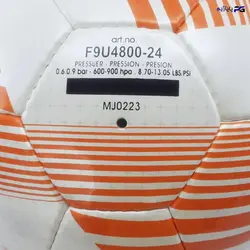 art.no.
F9U4800-24
PRESSUER - PRESSION - PRESION
0.6-0.9 bar - 600-900 hpa - 8.70-13.05 LBS PSI
MJ0223